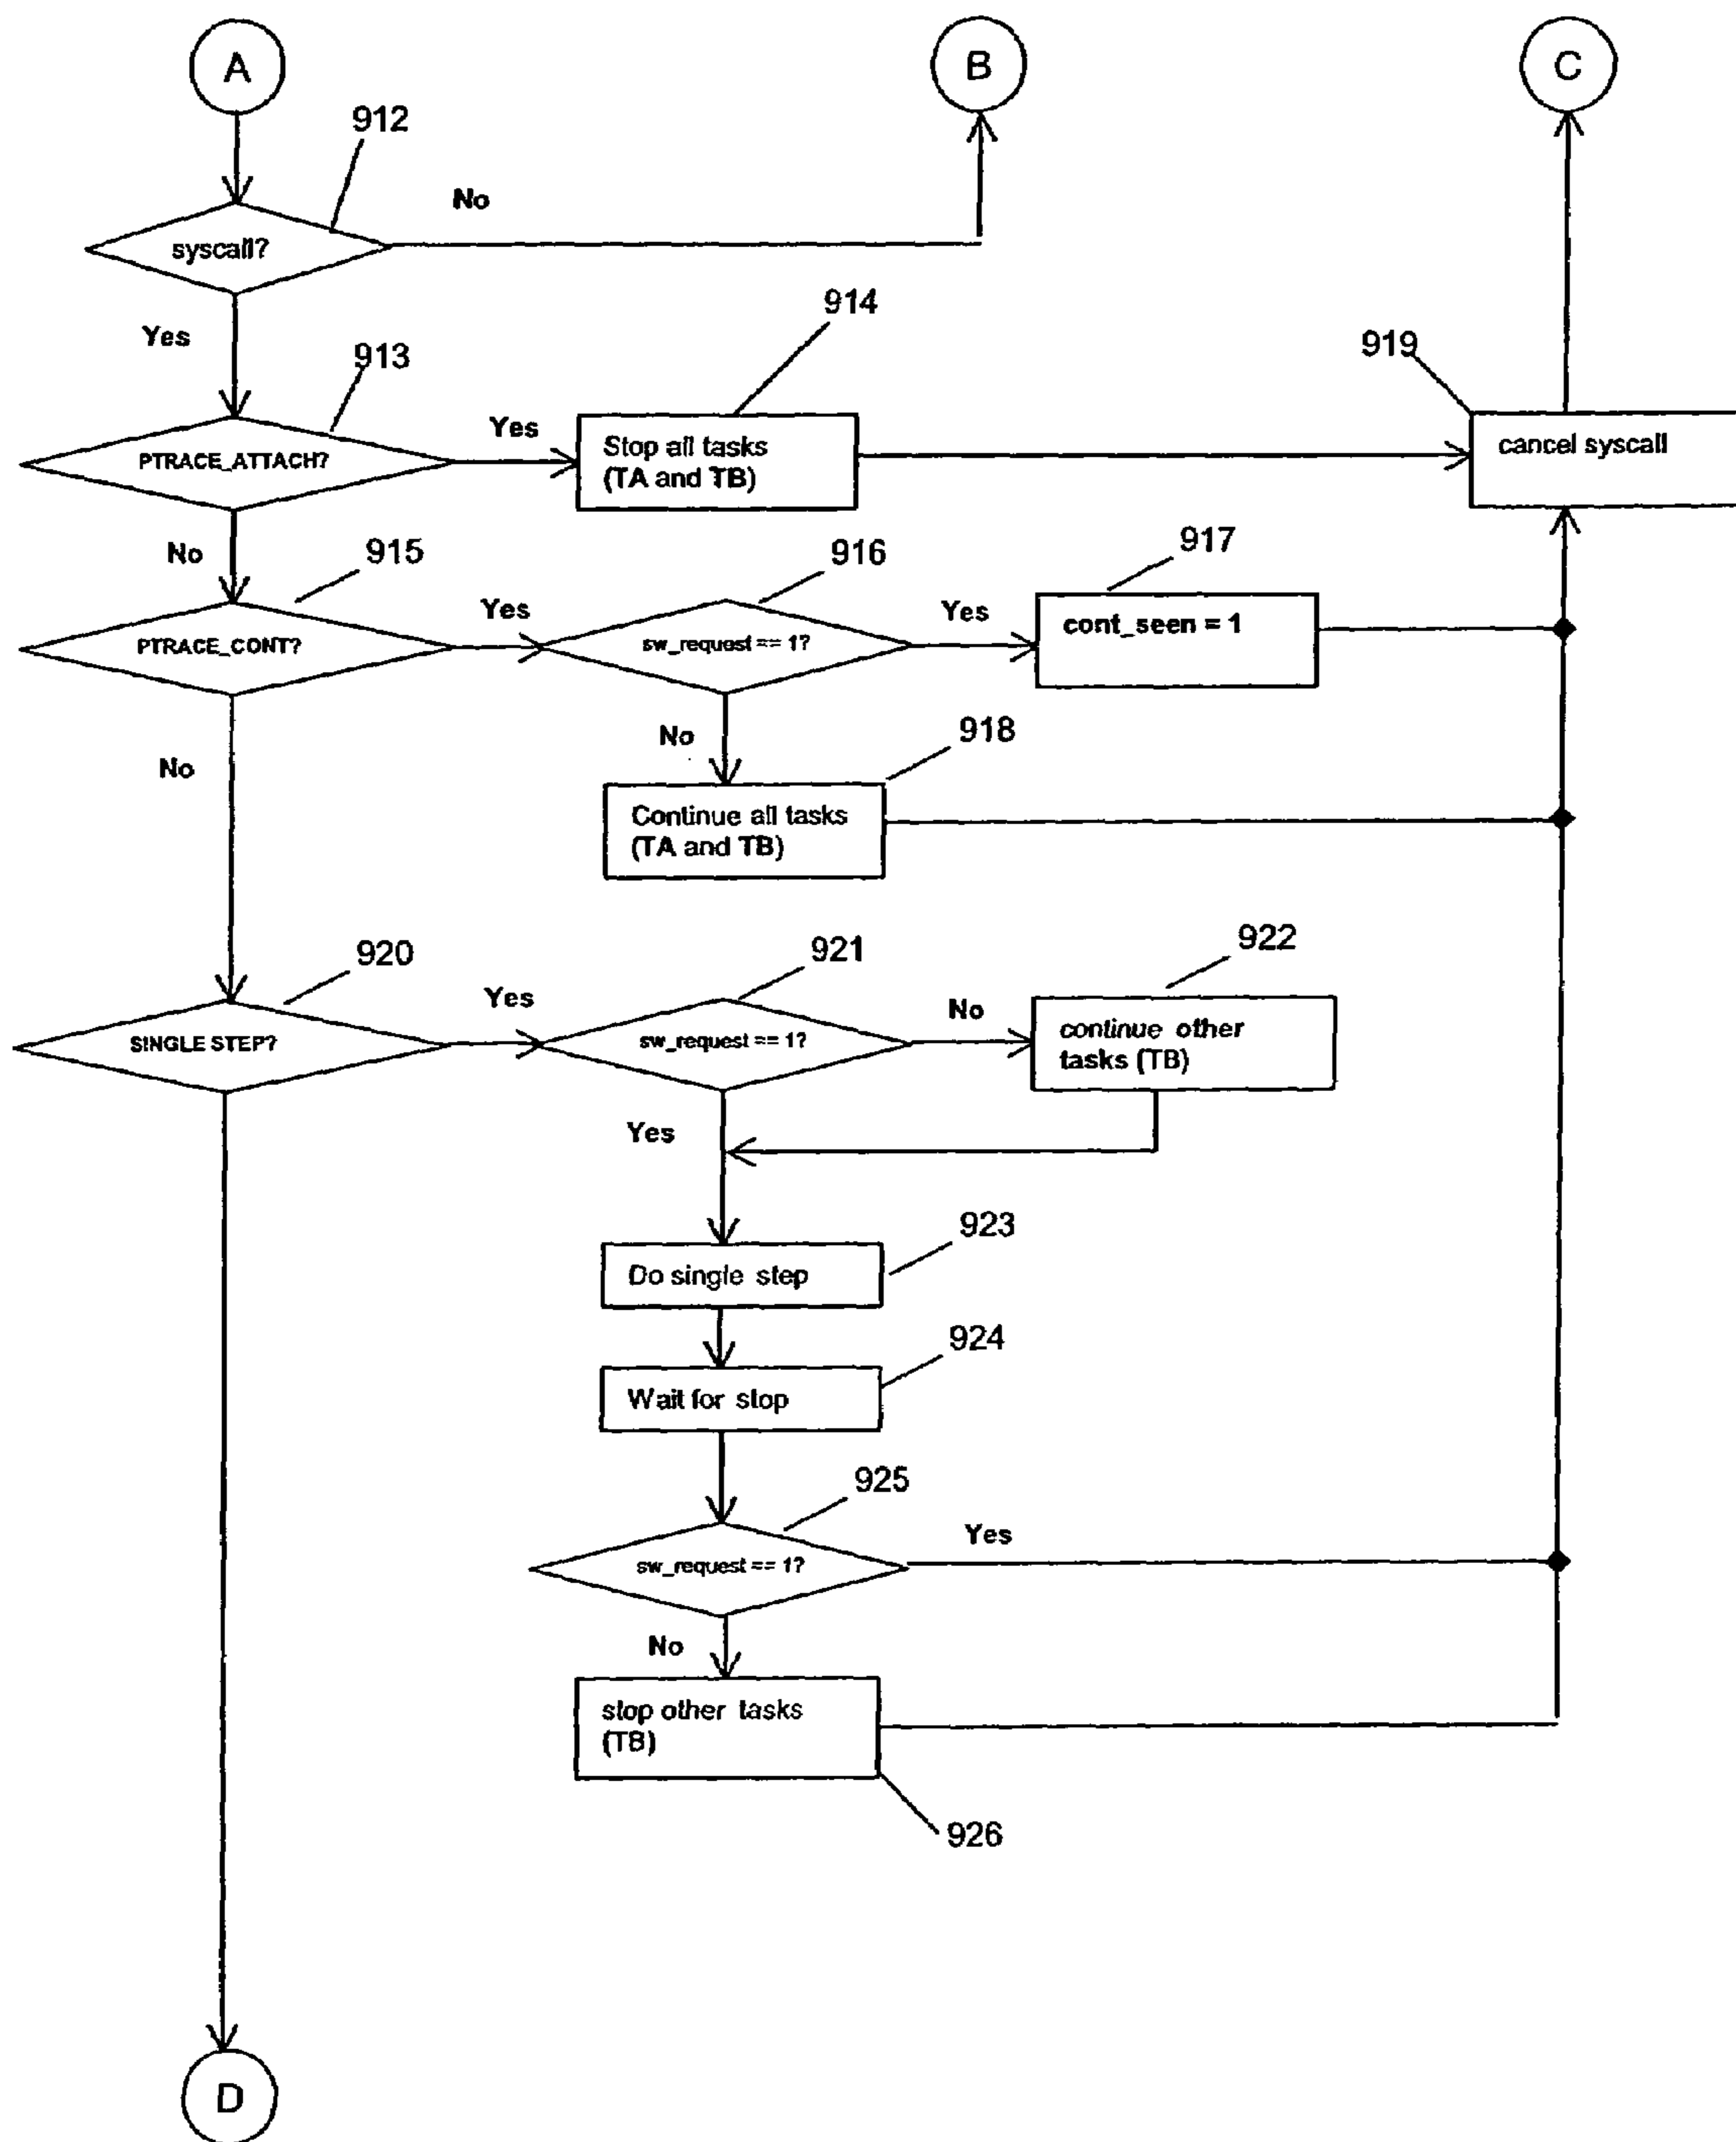 A
B
C
912
No
syscall?
Yes
914
919
913
Yes
PTRACE_ATTACH?
Stop all tasks
(TA and TB)
cancel syscall
No
915
916
917
Yes
Yes
PTRACE_CONT?
sw_request == 1?
cont_seen = 1
No
918
No
Continue all tasks
(TA and TB)
920
921
922
Yes
No
SINGLE STEP?
sw_request == 1?
continue other
tasks (TB)
Yes
923
Do single step
924
Wait for stop
925
Yes
sw_request == 1?
No
stop other tasks
(TB)
926
D